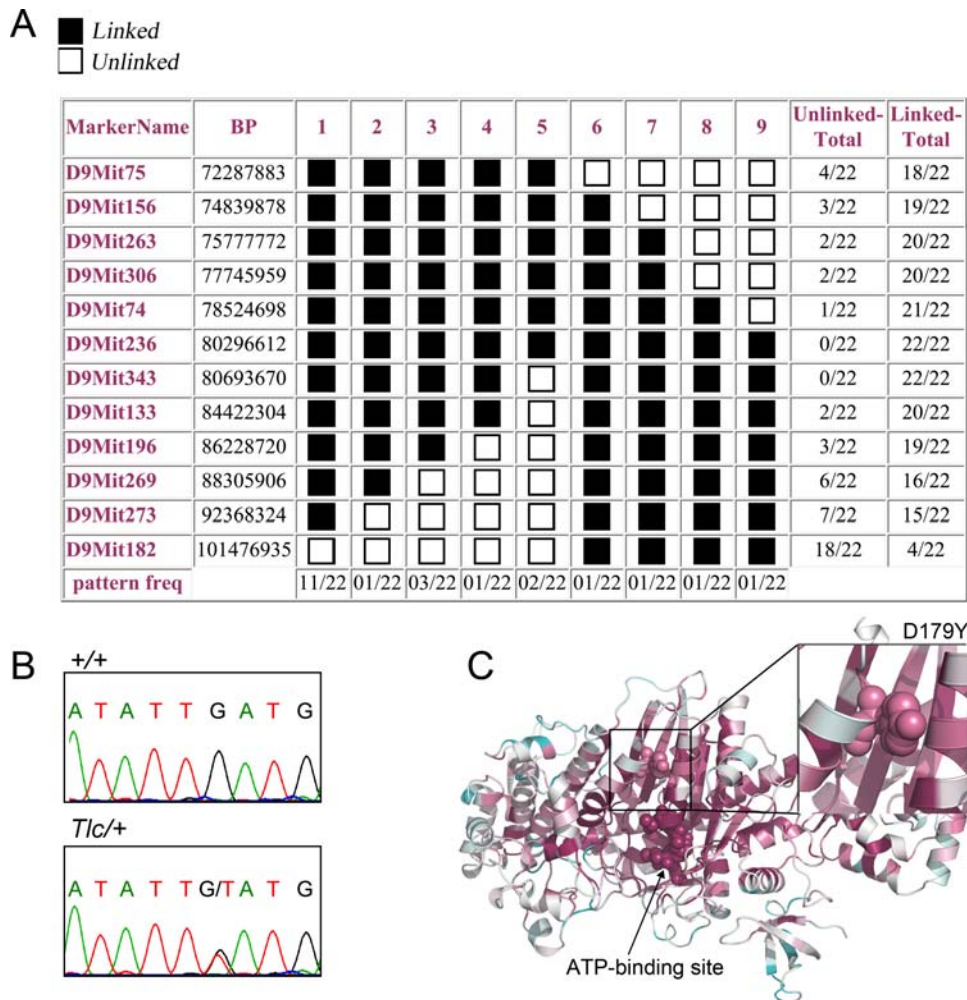 A
Linked
Unlinked
MarkerName BP 1 2 3 4 5 6 7 8 9 Unlinked-Total Linked-Total
D9Mit75 72287883 4/22 18/22
D9Mit156 74839878 3/22 19/22
D9Mit263 75777772 2/22 20/22
D9Mit306 77745959 2/22 20/22
D9Mit74 78524698 1/22 21/22
D9Mit236 80296612 0/22 22/22
D9Mit343 80693670 0/22 22/22
D9Mit133 84422304 2/22 20/22
D9Mit196 86228720 3/22 19/22
D9Mit269 88305906 6/22 16/22
D9Mit273 92368324 7/22 15/22
D9Mit182 101476935 18/22 4/22
pattern freq 11/22 01/22 03/22 01/22 02/22 01/22 01/22 01/22 01/22
B
+/+
A T A T T G A T G
Tlc/+
A T A T T G/T A T G
C
D179Y
ATP-binding site